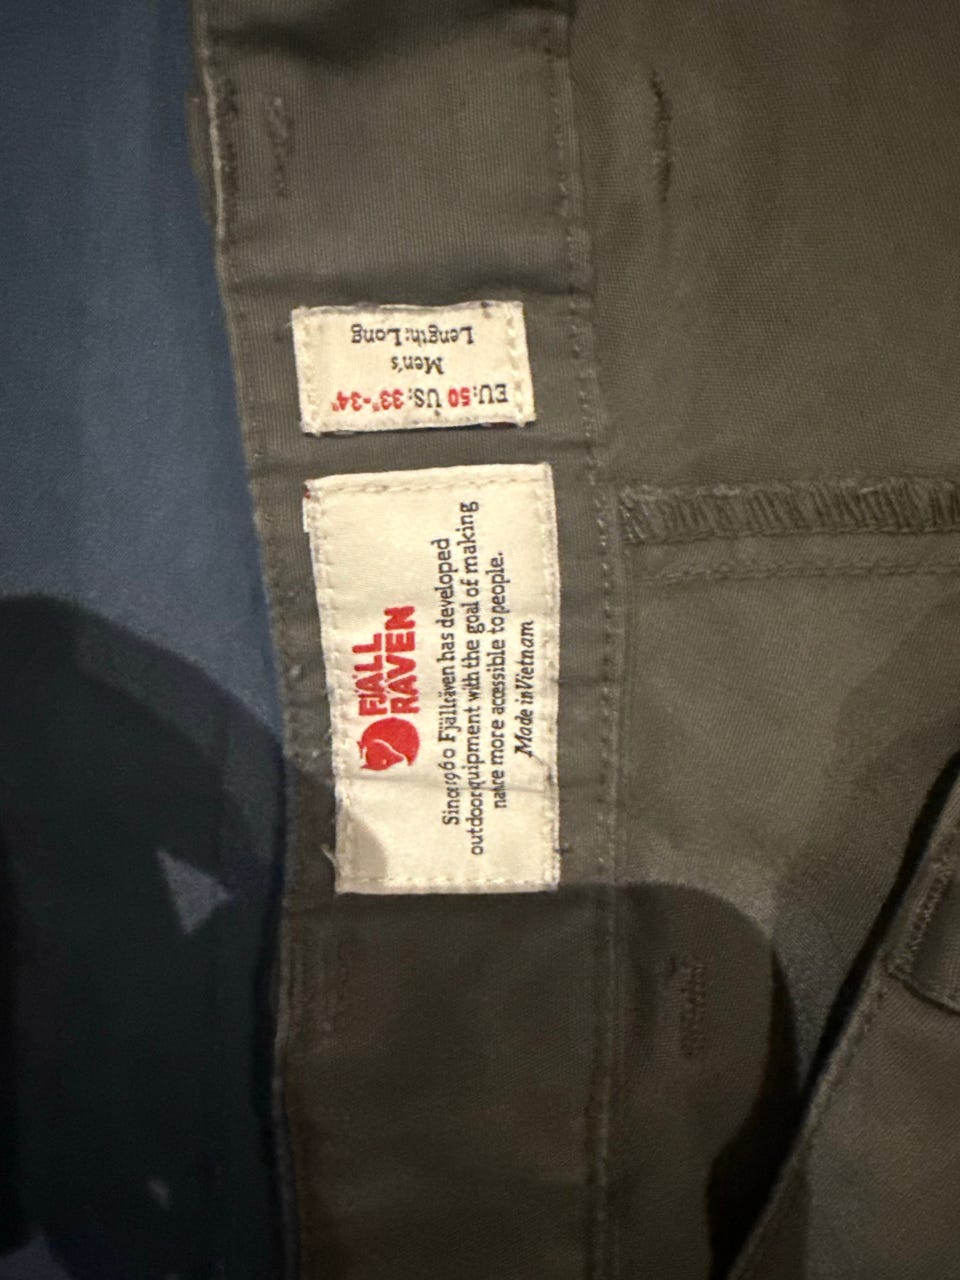 EU: 50 US: 33"-34"
Men's
Length: Long
FJÄLL
RÄVEN
Since 1960 Fjällräven has developed
outdoor equipment with the goal of making
nature more accessible to people.
Made in Vietnam